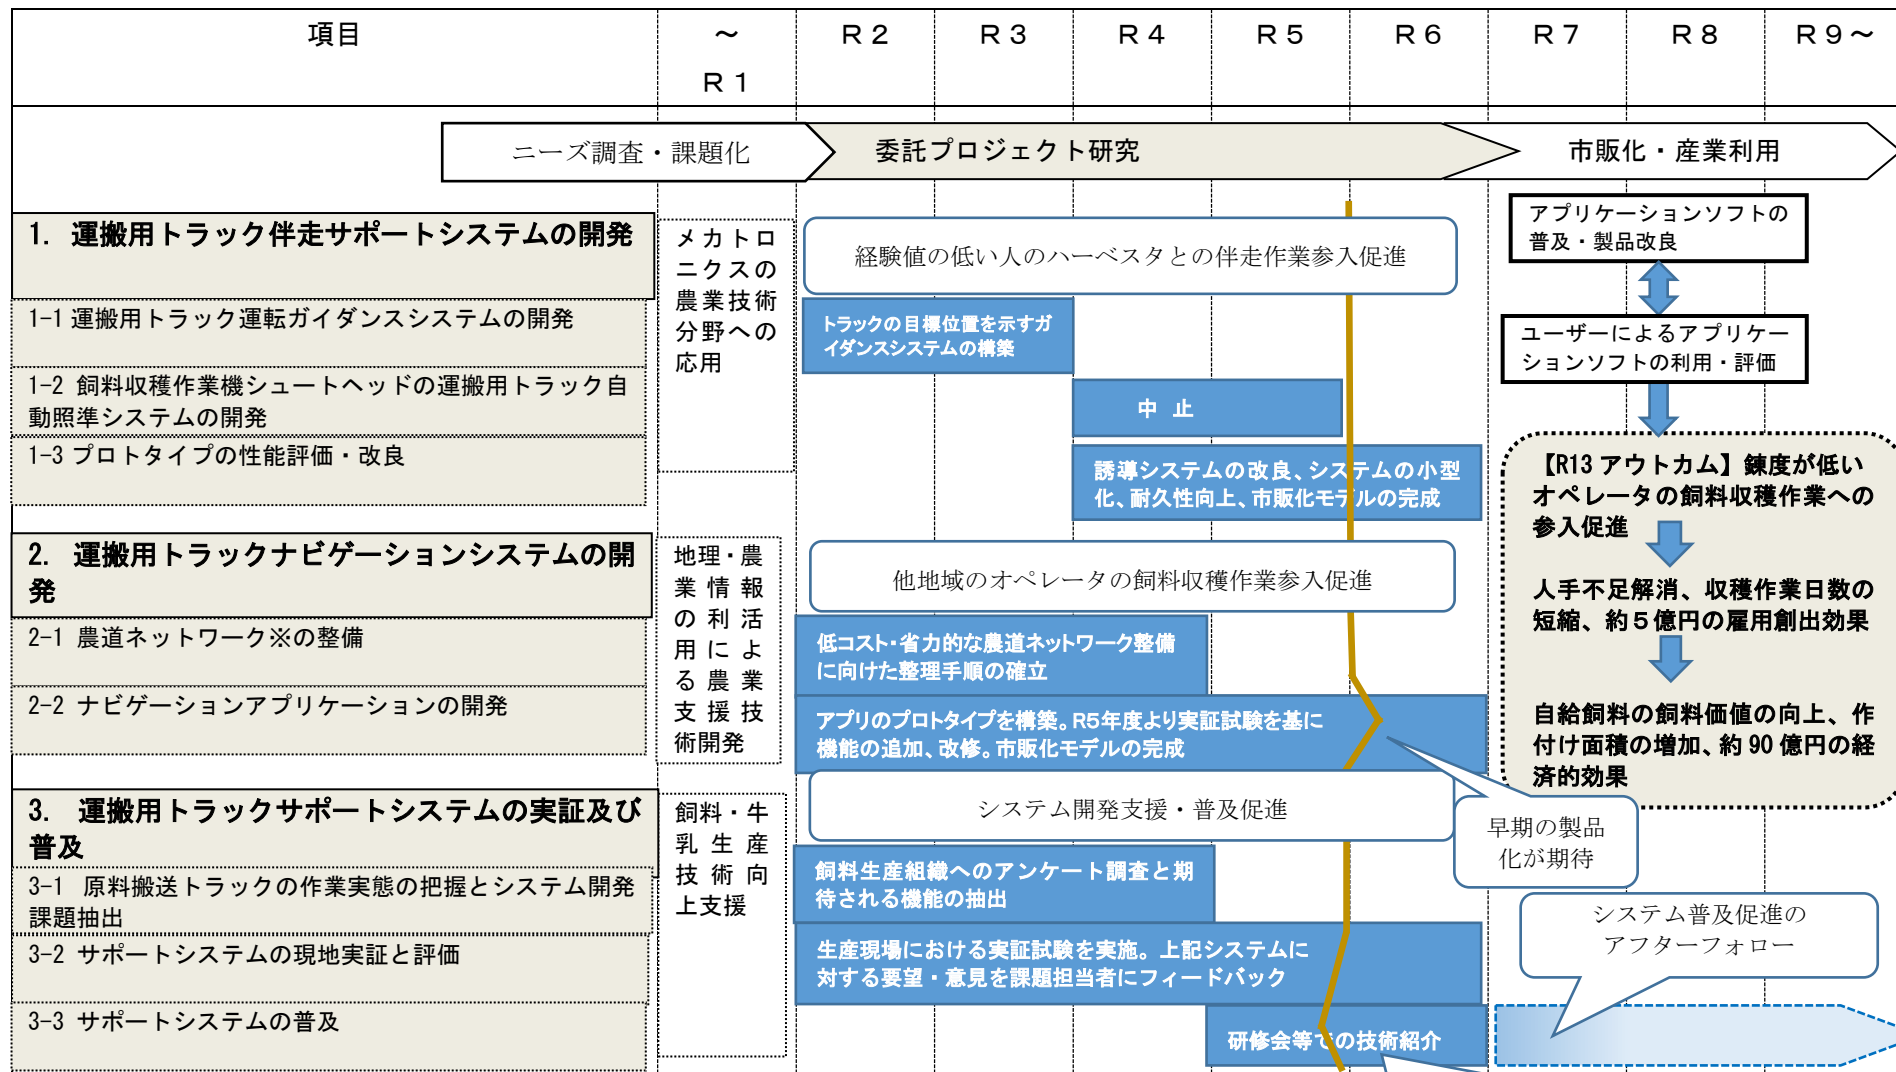 項目
～
R1
R2
R3
R4
R5
R6
R7
R8
R9～
ニーズ調査・課題化
委託プロジェクト研究
市販化・産業利用
1. 運搬用トラック伴走サポートシステムの開発
1-1 運搬用トラック運転ガイダンスシステムの開発
1-2 飼料収穫作業機シュートヘッドの運搬用トラック自
動照準システムの開発
1-3 プロトタイプの性能評価・改良
メカトロ
ニクスの
農業技術
分野への
応用
経験値の低い人のハーベスタとの伴走作業参入促進
トラックの目標位置を示すガ
イダンスシステムの構築
中 止
誘導システムの改良、システムの小型
化、耐久性向上、市販化モデルの完成
2. 運搬用トラックナビゲーションシステムの開
発
2-1 農道ネットワーク※の整備
2-2 ナビゲーションアプリケーションの開発
地理・農
業情報
の利活
用によ
る農業
支援技
術開発
他地域のオペレータの飼料収穫作業参入促進
低コスト・省力的な農道ネットワーク整備
に向けた整理手順の確立
アプリのプロトタイプを構築。R5年度より実証試験を基に
機能の追加、改修。市販化モデルの完成
3. 運搬用トラックサポートシステムの実証及び
普及
3-1 原料搬送トラックの作業実態の把握とシステム開発
課題抽出
3-2 サポートシステムの現地実証と評価
3-3 サポートシステムの普及
飼料・牛
乳生産
技術向
上支援
システム開発支援・普及促進
飼料生産組織へのアンケート調査と期
待される機能の抽出
生産現場における実証試験を実施。上記システムに
対する要望・意見を課題担当者にフィードバック
研修会等での技術紹介
アプリケーションソフトの
普及・製品改良
ユーザーによるアプリケー
ションソフトの利用・評価
【R13 アウトカム】錬度が低い
オペレータの飼料収穫作業への
参入促進
人手不足解消、収穫作業日数の
短縮、約５億円の雇用創出効果
自給飼料の飼料価値の向上、作
付け面積の増加、約 90 億円の経
済的効果
早期の製品
化が期待
システム普及促進の
アフターフォロー